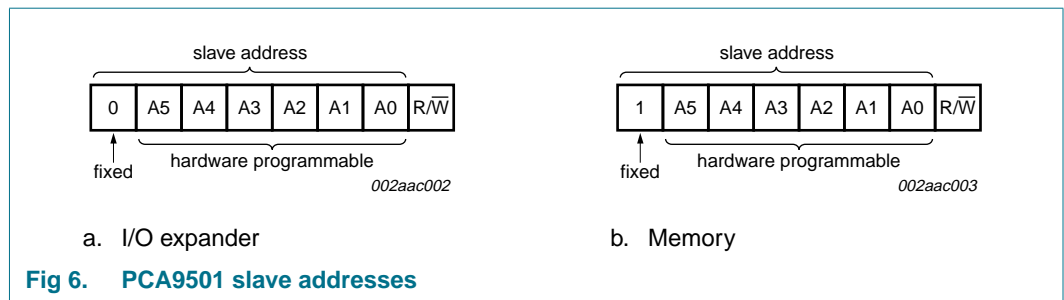 slave address
0 A5 A4 A3 A2 A1 A0 R/W̅
fixed
hardware programmable
002aac002
a. I/O expander
slave address
1 A5 A4 A3 A2 A1 A0 R/W̅
fixed
hardware programmable
002aac003
b. Memory
Fig 6. PCA9501 slave addresses